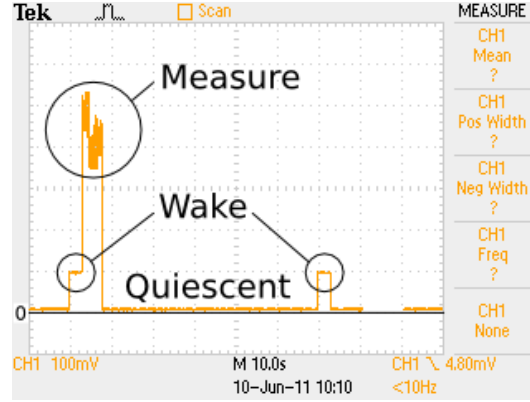 Tek
Scan
MEASURE
CH1
Mean
?
CH1
Pos Width
?
CH1
Neg Width
?
CH1
Freq
?
CH1
None
Measure
Wake
Quiescent
0
CH1 100mV
M 10.0s
CH1 4.80mV
10-Jun-11 10:10
<10Hz